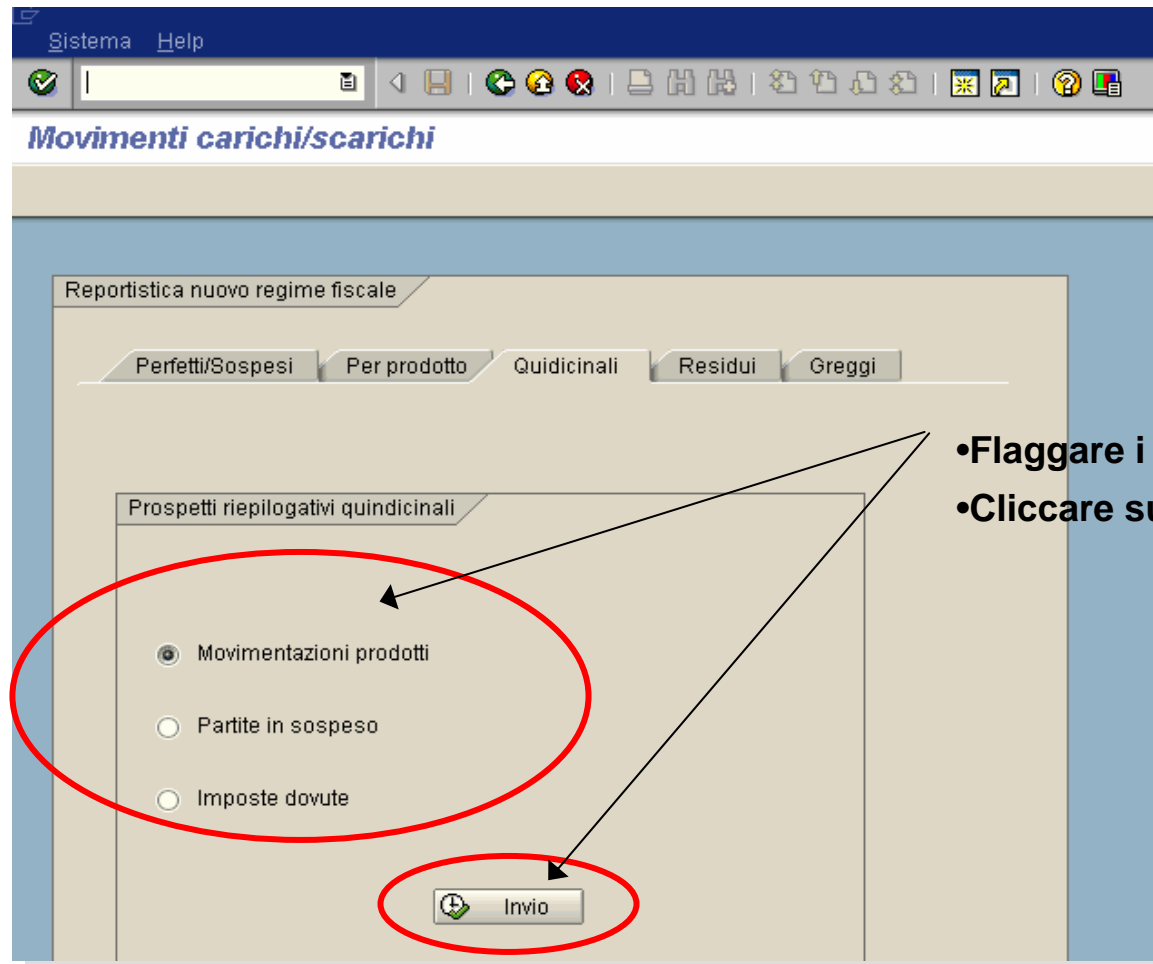 Sistema Help
Movimenti carichi/scarichi
Reportistica nuovo regime fiscale
Perfetti/Sospesi Per prodotto Quidicinali Residui Greggi
•Flaggare i
•Cliccare su
Prospetti riepilogativi quindicinali
Movimentazioni prodotti
Partite in sospeso
Imposte dovute
Invio